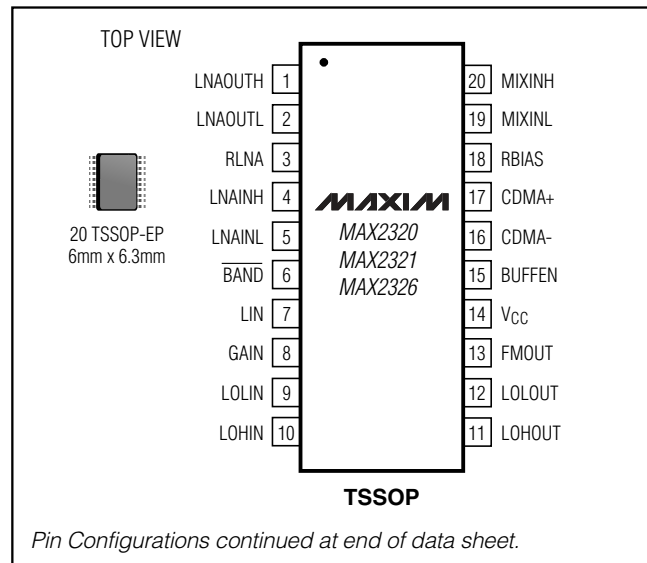 TOP VIEW
LNAOUTH 1
LNAOUTL 2
RLNA 3
LNAINH 4
LNAINL 5
BAND 6
LIN 7
GAIN 8
LOLIN 9
LOHIN 10
20 TSSOP-EP
6mm x 6.3mm
MAXIM
MAX2320
MAX2321
MAX2326
20 MIXINH
19 MIXINL
18 RBIAS
17 CDMA+
16 CDMA-
15 BUFFEN
14 VCC
13 FMOUT
12 LOLOUT
11 LOHOUT
TSSOP
Pin Configurations continued at end of data sheet.